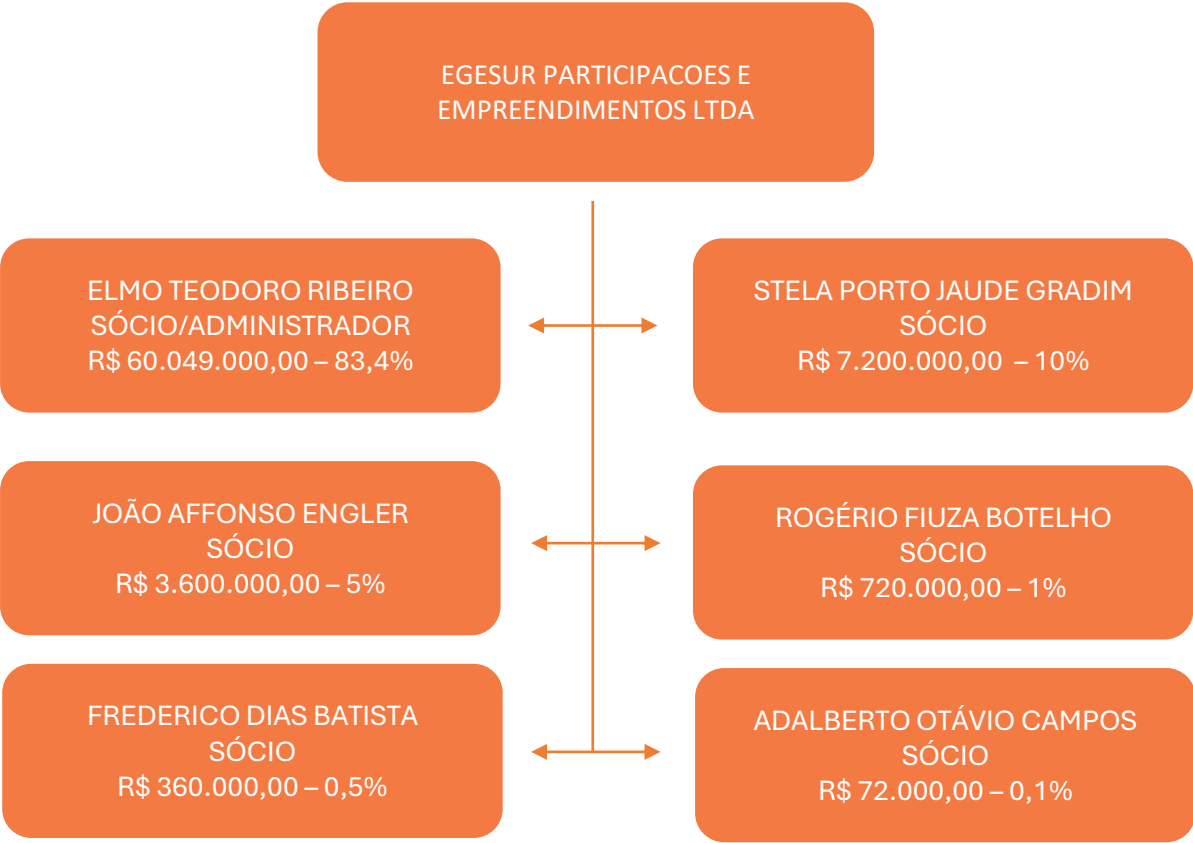 EGESUR PARTICIPACOES E
EMPREENDIMENTOS LTDA
ELMO TEODORO RIBEIRO
SÓCIO/ADMINISTRADOR
R$ 60.049.000,00 – 83,4%
STELA PORTO JAUDE GRADIM
SÓCIO
R$ 7.200.000,00 – 10%
JOÃO AFFONSO ENGLER
SÓCIO
R$ 3.600.000,00 – 5%
ROGÉRIO FIUZA BOTELHO
SÓCIO
R$ 720.000,00 – 1%
FREDERICO DIAS BATISTA
SÓCIO
R$ 360.000,00 – 0,5%
ADALBERTO OTÁVIO CAMPOS
SÓCIO
R$ 72.000,00 – 0,1%